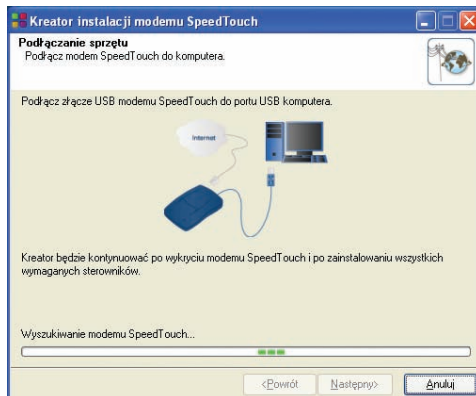 Kreator instalacji modemu SpeedTouch
Podłączanie sprzętu
Podłącz modem SpeedTouch do komputera.
Podłącz złącze USB modemu SpeedTouch do portu USB komputera.
Internet
Kreator będzie kontynuować po wykryciu modemu SpeedTouch i po zainstalowaniu wszystkich
wymaganych sterowników.
Wyszukiwanie modemu SpeedTouch...
<Powrót Następny> Anuluj